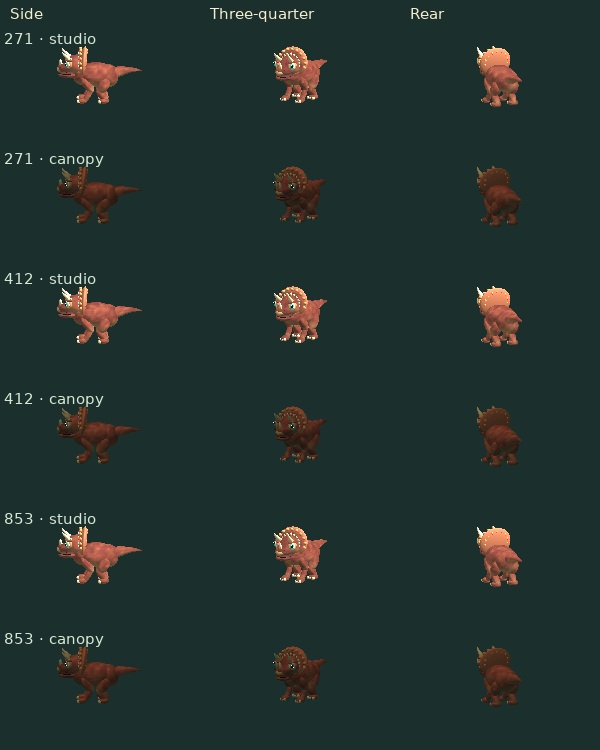 Side Three-quarter Rear
271 · studio
271 · canopy
412 · studio
412 · canopy
853 · studio
853 · canopy